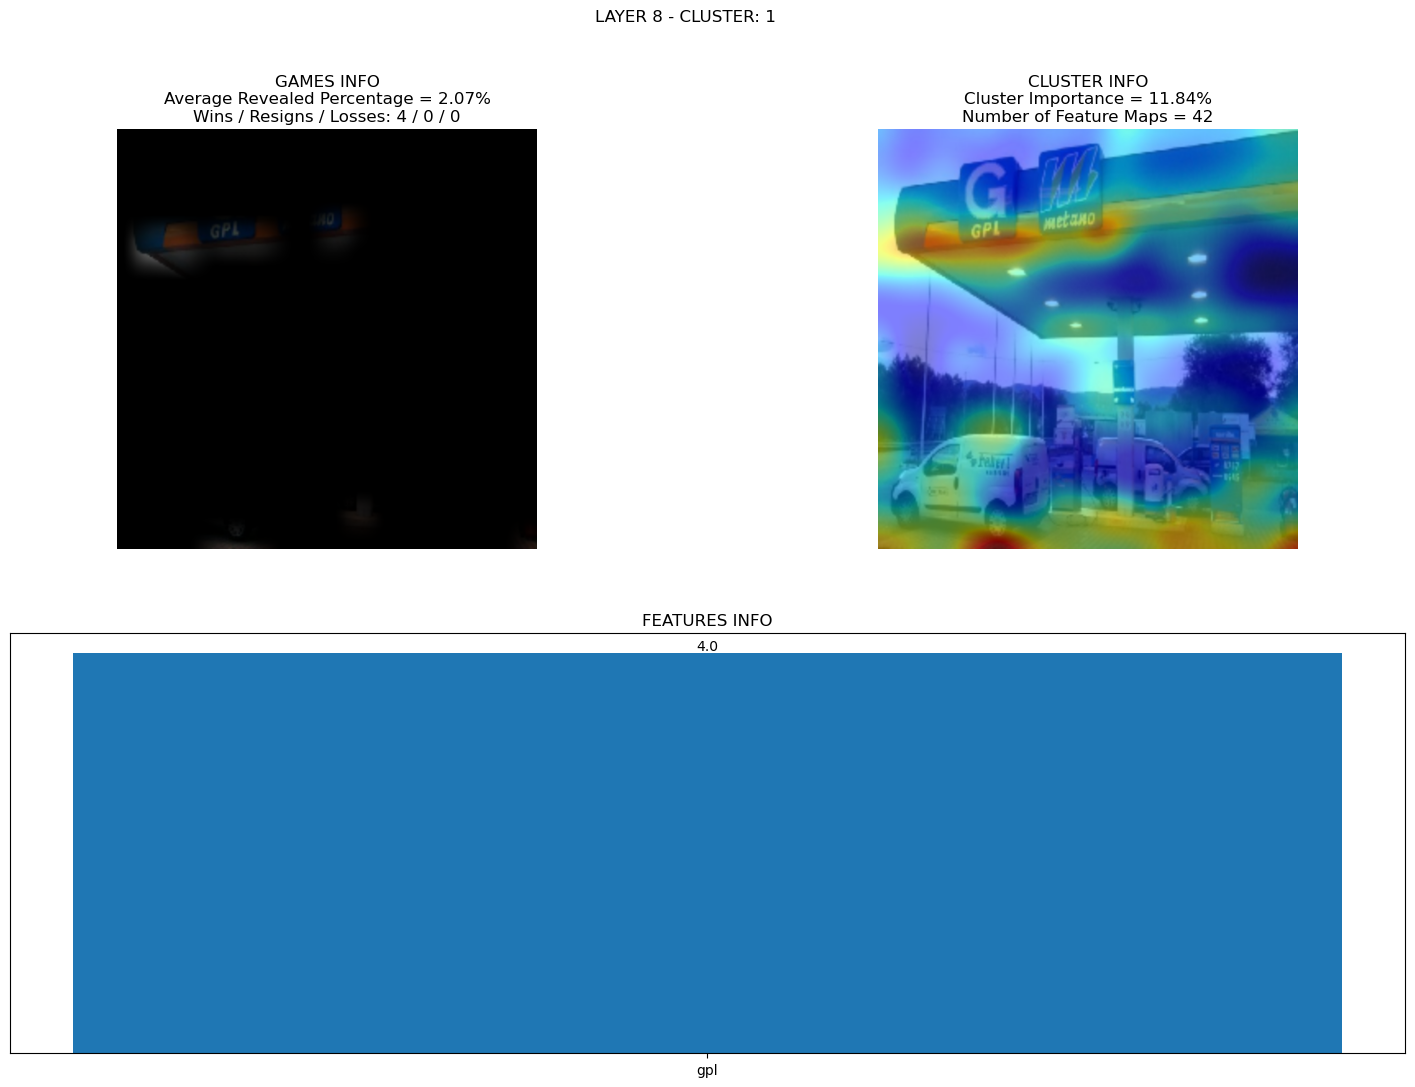 LAYER 8 - CLUSTER: 1
GAMES INFO
Average Revealed Percentage = 2.07%
Wins / Resigns / Losses: 4 / 0 / 0
GPL
ANO
CLUSTER INFO
Cluster Importance = 11.84%
Number of Feature Maps = 42
G
GPL
metano
FEATURES INFO
4.0
gpl